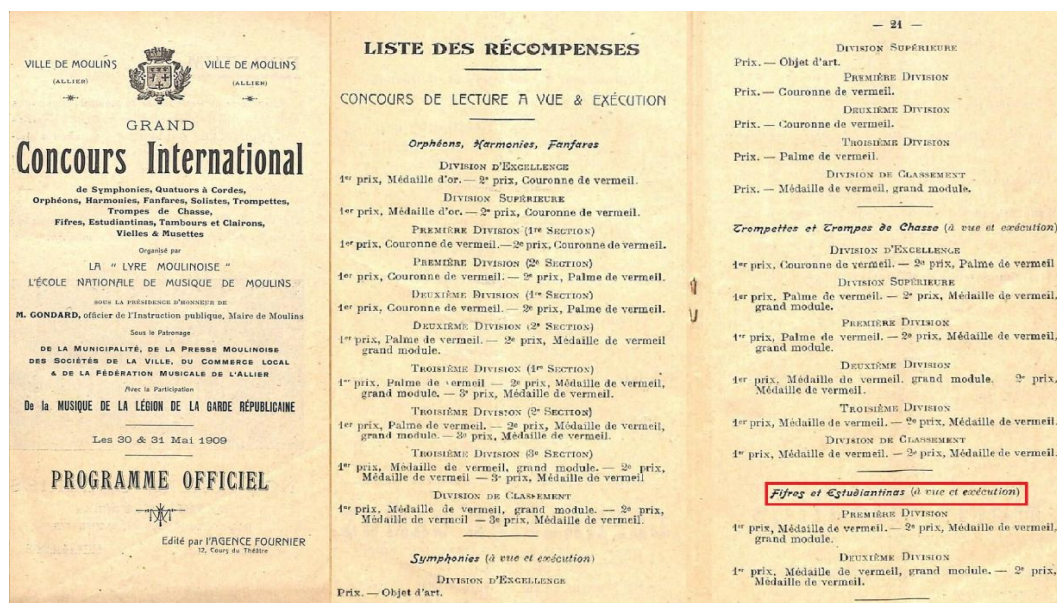 VILLE DE MOULINS
(ALLIER)
VILLE DE MOULINS
(ALLIER)
GRAND
Concours International
de Symphonies, Quatuors à Cordes,
Orphéons, Harmonies, Fanfares, Solistes, Trompettes,
Trompes de Chasse,
Fifres, Estudiantinas, Tambours et Clairons,
Vielles & Musettes
Organisé par
LA " LYRE MOULINOISE "
L'ÉCOLE NATIONALE DE MUSIQUE DE MOULINS
SOUS LA PRÉSIDENCE D'HONNEUR DE
M. GONDARD, officier de l'Instruction publique, Maire de Moulins
Sous le Patronage
DE LA MUNICIPALITÉ, DE LA PRESSE MOULINOISE
DES SOCIÉTÉS DE LA VILLE, DU COMMERCE LOCAL
& DE LA FÉDÉRATION MUSICALE DE L'ALLIER
Avec la Participation
De la MUSIQUE DE LA LÉGION DE LA GARDE RÉPUBLICAINE
Les 30 & 31 Mai 1909
PROGRAMME OFFICIEL
Edité par l'AGENCE FOURNIER
12, Cours du Théâtre
LISTE DES RÉCOMPENSES
CONCOURS DE LECTURE A VUE & EXÉCUTION
Orphéons, Harmonies, Fanfares
DIVISION D'EXCELLENCE
1er prix, Médaille d'or. — 2e prix, Couronne de vermeil.
DIVISION SUPÉRIEURE
1er prix, Médaille d'or. — 2e prix, Couronne de vermeil.
PREMIÈRE DIVISION (1re SECTION)
1er prix, Couronne de vermeil. — 2e prix, Couronne de vermeil.
PREMIÈRE DIVISION (2e SECTION)
1er prix, Couronne de vermeil. — 2e prix, Palme de vermeil.
DEUXIÈME DIVISION (1re SECTION)
1er prix, Couronne de vermeil. — 2e prix, Palme de vermeil.
DEUXIÈME DIVISION (2e SECTION)
1er prix, Palme de vermeil. — 2e prix, Médaille de vermeil
grand module.
TROISIÈME DIVISION (1re SECTION)
1er prix, Palme de vermeil — 2e prix, Médaille de vermeil,
grand module. — 3e prix, Médaille de vermeil.
TROISIÈME DIVISION (2e SECTION)
1er prix, Palme de vermeil. — 2e prix, Médaille de vermeil,
grand module. — 3e prix, Médaille de vermeil.
TROISIÈME DIVISION (3e SECTION)
1er prix, Médaille de vermeil, grand module. — 2e prix,
Médaille de vermeil — 3e prix, Médaille de vermeil
DIVISION DE CLASSEMENT
1er prix, Médaille de vermeil, grand module. — 2e prix,
Médaille de vermeil — 3e prix, Médaille de vermeil.
Symphonies (à vue et exécution)
DIVISION D'EXCELLENCE
Prix. — Objet d'art.
— 21 —
DIVISION SUPÉRIEURE
Prix. — Objet d'art.
PREMIÈRE DIVISION
Prix. — Couronne de vermeil.
DEUXIÈME DIVISION
Prix. — Couronne de vermeil.
TROISIÈME DIVISION
Prix. — Palme de vermeil.
DIVISION DE CLASSEMENT
Prix. — Médaille de vermeil, grand module.
Trompettes et Trompes de Chasse (à vue et exécution)
DIVISION D'EXCELLENCE
1er prix, Couronne de vermeil. — 2e prix, Palme de vermeil
DIVISION SUPÉRIEURE
1er prix, Palme de vermeil. — 2e prix, Médaille de vermeil,
grand module.
PREMIÈRE DIVISION
1er prix, Palme de vermeil. — 2e prix, Médaille de vermeil,
grand module.
DEUXIÈME DIVISION
1er prix, Médaille de vermeil, grand module. 2e prix,
Médaille de vermeil.
TROISIÈME DIVISION
1er prix, Médaille de vermeil. — 2e prix, Médaille de vermeil.
DIVISION DE CLASSEMENT
1er prix, Médaille de vermeil. — 2e prix, Médaille de vermeil.
Fifres et Estudiantinas (à vue et exécution)
PREMIÈRE DIVISION
1er prix, Médaille de vermeil. — 2e prix, Médaille de vermeil,
grand module.
DEUXIÈME DIVISION
1er prix, Médaille de vermeil, grand module. — 2e prix,
Médaille de vermeil.